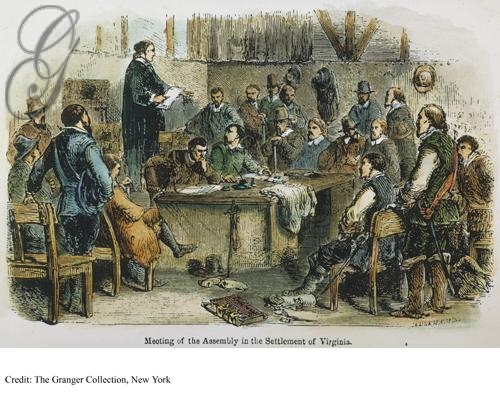 G
Meeting of the Assembly in the Settlement of Virginia.
Credit: The Granger Collection, New York